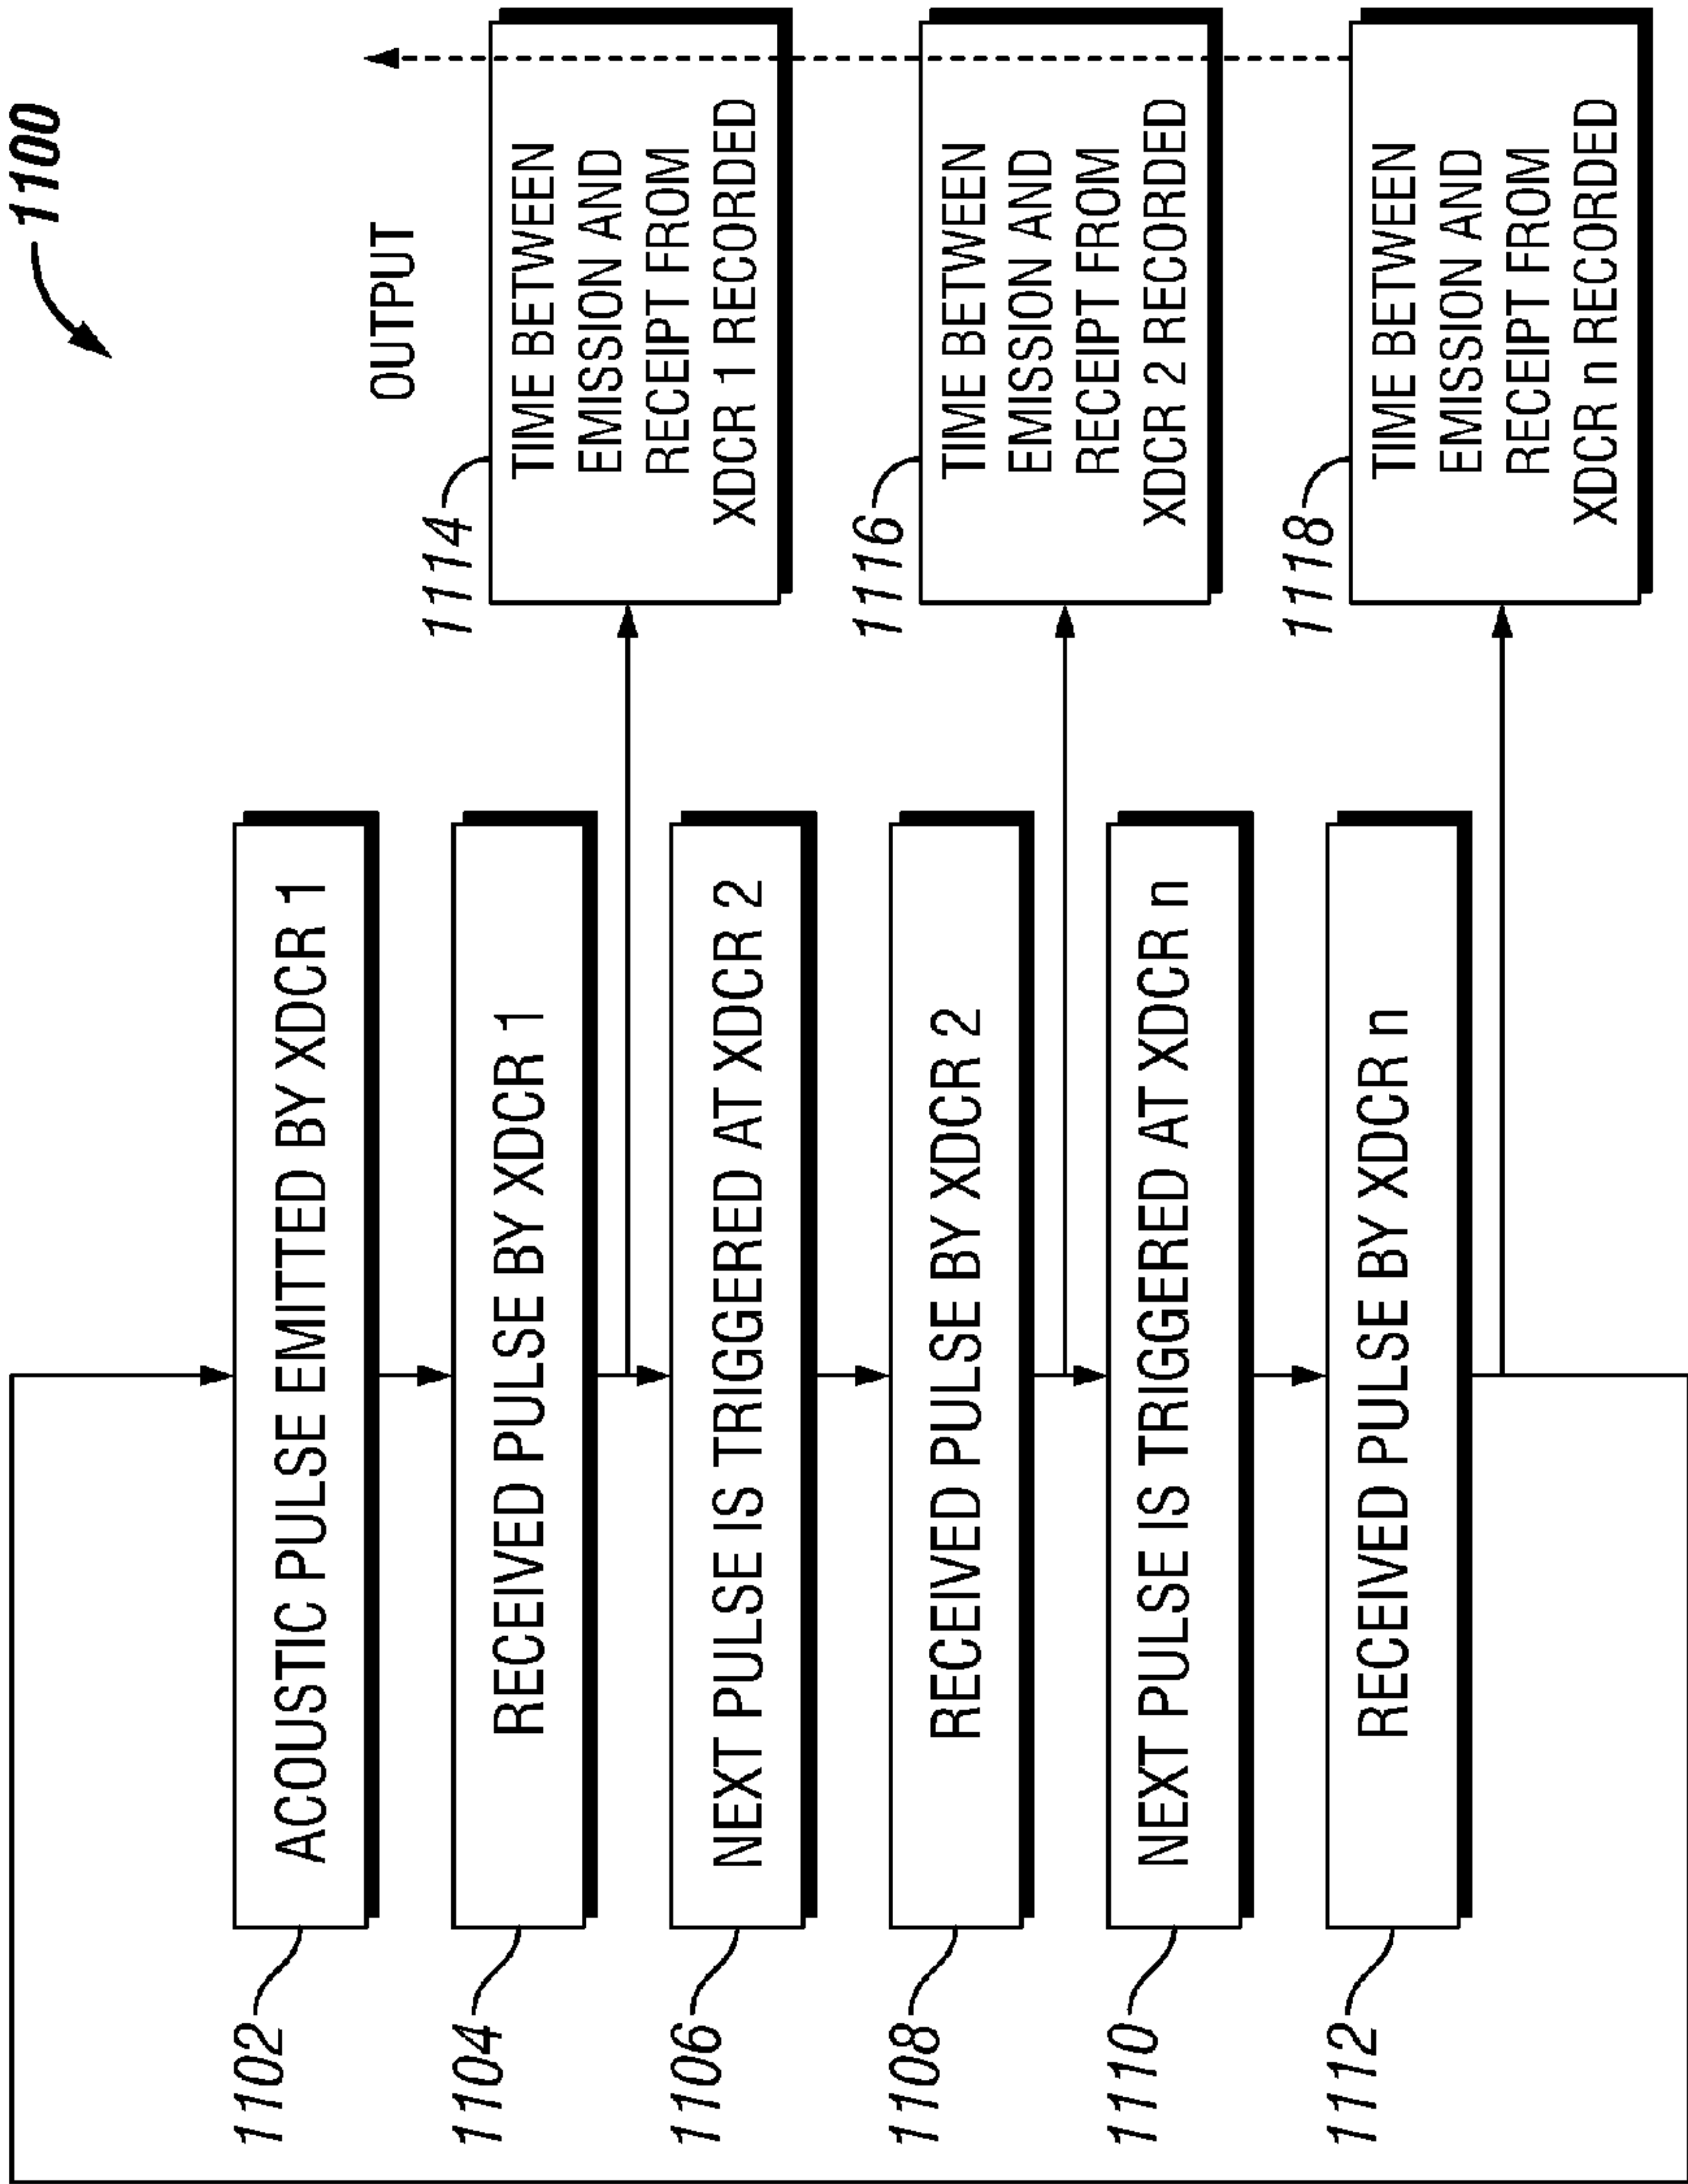 1100
OUTPUT
1102
ACOUSTIC PULSE EMITTED BY XDCR 1
1104
RECEIVED PULSE BY XDCR 1
1114
TIME BETWEEN
EMISSION AND
RECEIPT FROM
XDCR 1 RECORDED
1106
NEXT PULSE IS TRIGGERED AT XDCR 2
1108
RECEIVED PULSE BY XDCR 2
1116
TIME BETWEEN
EMISSION AND
RECEIPT FROM
XDCR 2 RECORDED
1110
NEXT PULSE IS TRIGGERED AT XDCR n
1112
RECEIVED PULSE BY XDCR n
1118
TIME BETWEEN
EMISSION AND
RECEIPT FROM
XDCR n RECORDED